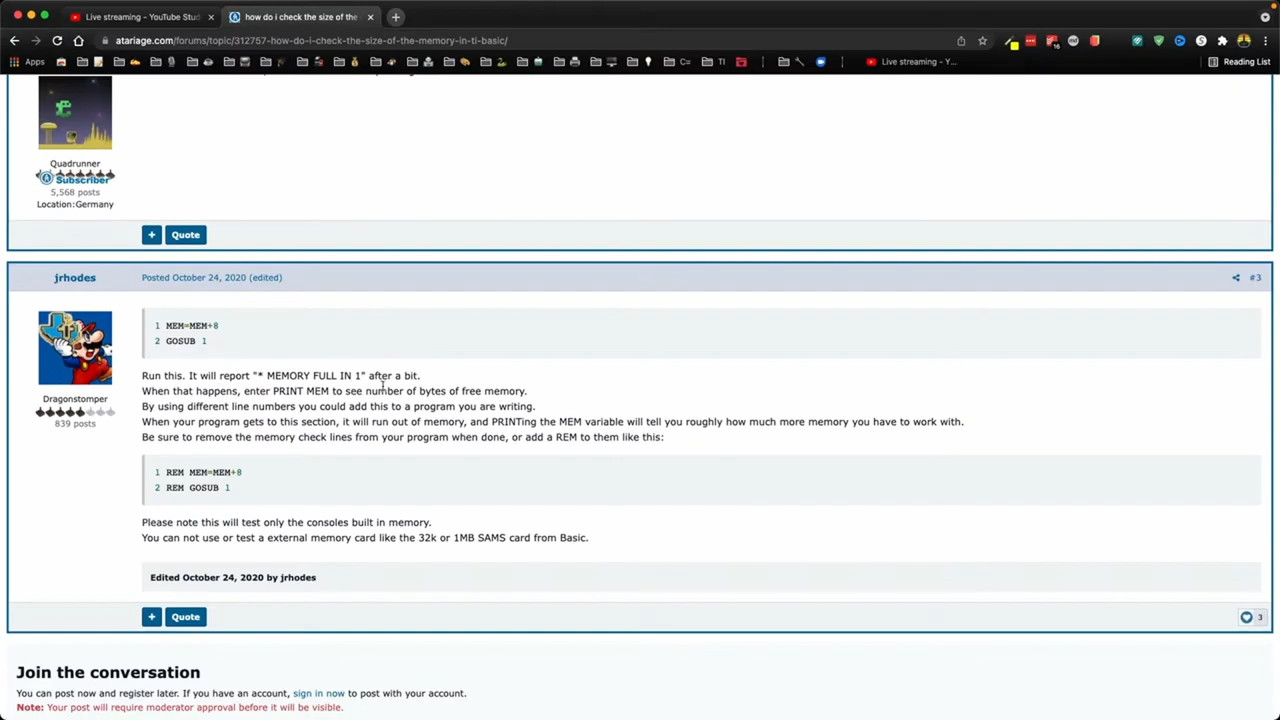 Live streaming - YouTube Stud
how do i check the size of the
atariage.com/forums/topic/312757-how-do-i-check-the-size-of-the-memory-in-ti-basic/
Apps
C=
TI
Live streaming - Y...
Reading List
16
Quadrunner
Subscriber
5,568 posts
Location:Germany
+ Quote
jrhodes
Posted October 24, 2020 (edited)
#3
1 MEM=MEM+8
2 GOSUB 1
Run this. It will report "* MEMORY FULL IN 1" after a bit.
When that happens, enter PRINT MEM to see number of bytes of free memory.
Dragonstomper
By using different line numbers you could add this to a program you are writing.
839 posts
When your program gets to this section, it will run out of memory, and PRINTing the MEM variable will tell you roughly how much more memory you have to work with.
Be sure to remove the memory check lines from your program when done, or add a REM to them like this:
1 REM MEM=MEM+8
2 REM GOSUB 1
Please note this will test only the consoles built in memory.
You can not use or test a external memory card like the 32k or 1MB SAMS card from Basic.
Edited October 24, 2020 by jrhodes
+ Quote
3
Join the conversation
You can post now and register later. If you have an account, sign in now to post with your account.
Note: Your post will require moderator approval before it will be visible.